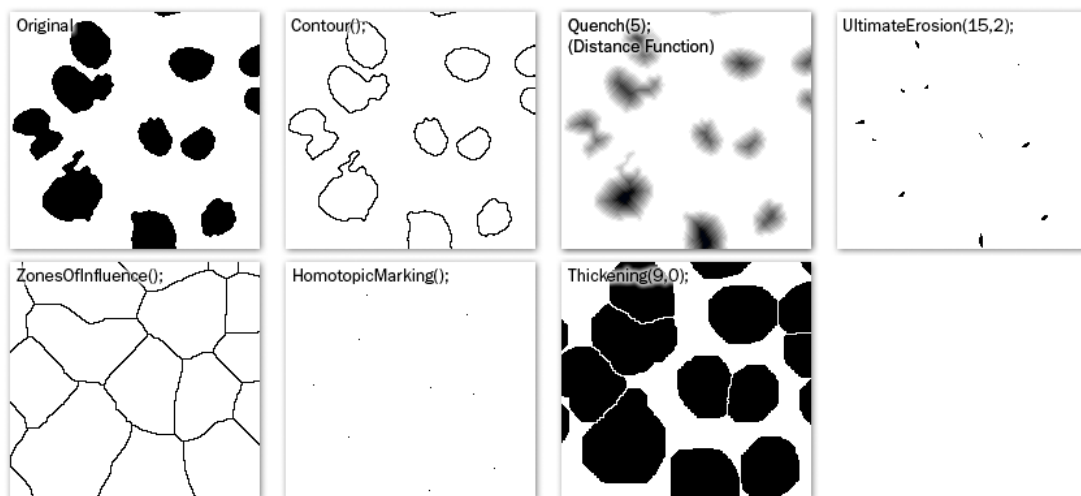 Original
Contour();
Quench(5);
(Distance Function)
UltimateErosion(15,2);
ZonesOfInfluence();
HomotopicMarking();
Thickening(9,0);